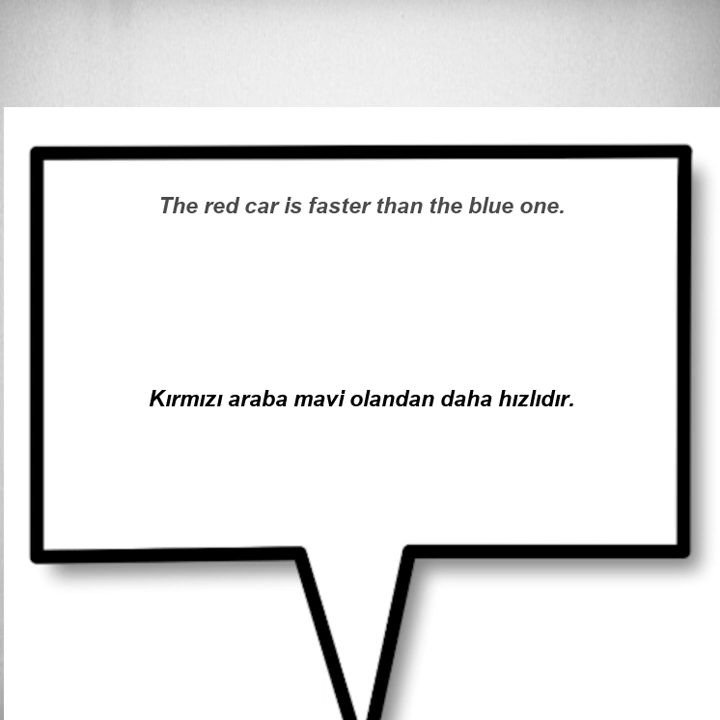 The red car is faster than the blue one.
Kırmızı araba mavi olandan daha hızlıdır.